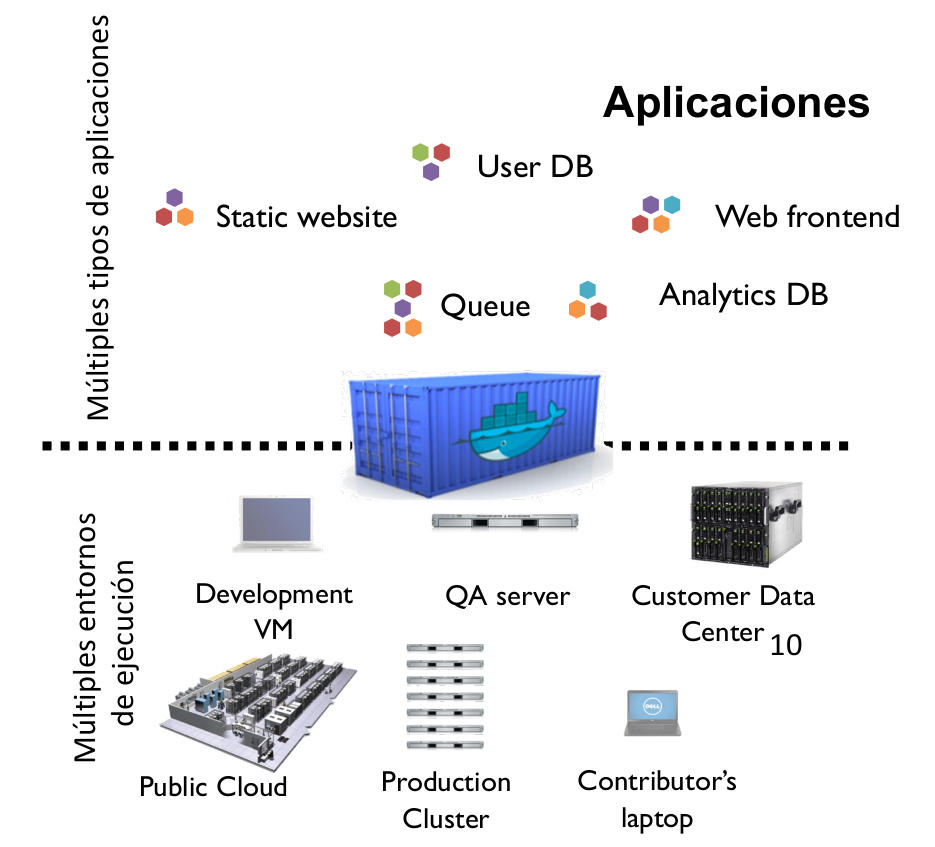 Múltiples tipos de aplicaciones
Aplicaciones
User DB
Static website
Web frontend
Queue
Analytics DB
Múltiples entornos
de ejecución
Development
VM
QA server
Customer Data
Center
10
Public Cloud
Production
Cluster
DELL
Contributor's
laptop